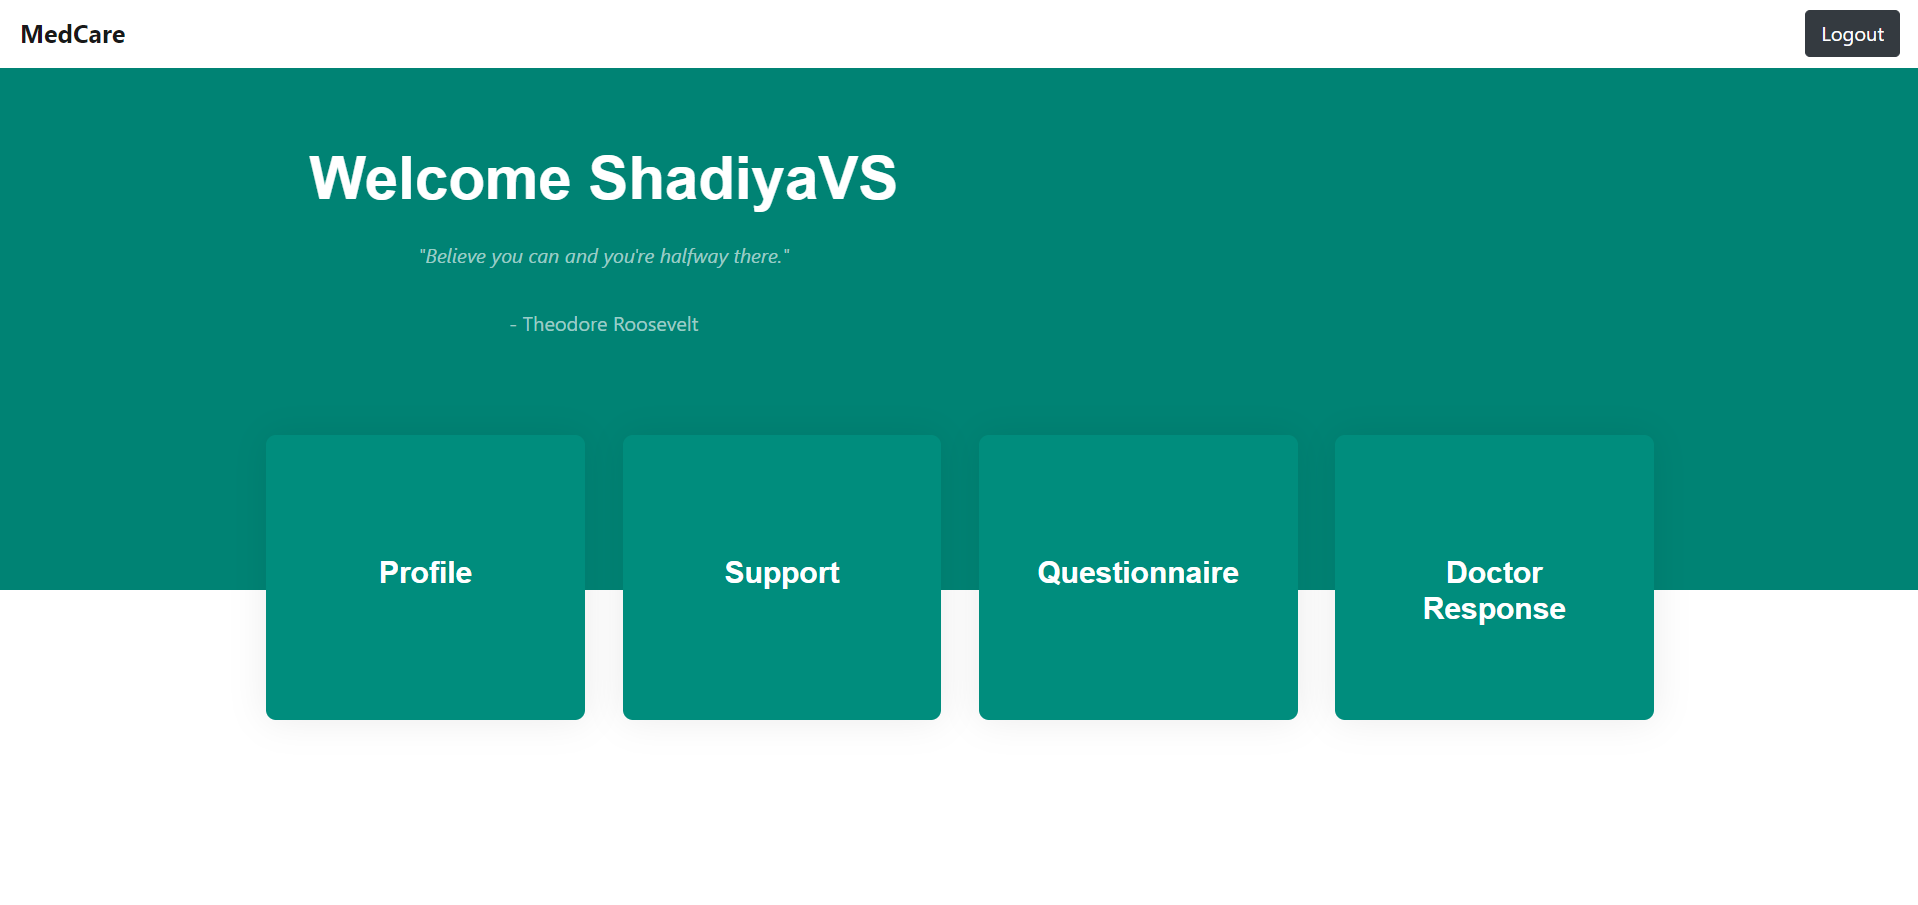 MedCare
Logout
Welcome ShadiyaVS
"Believe you can and you're halfway there."
- Theodore Roosevelt
Profile
Support
Questionnaire
Doctor
Response